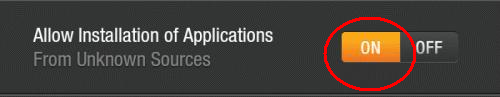 Allow Installation of Applications
From Unknown Sources
ON OFF